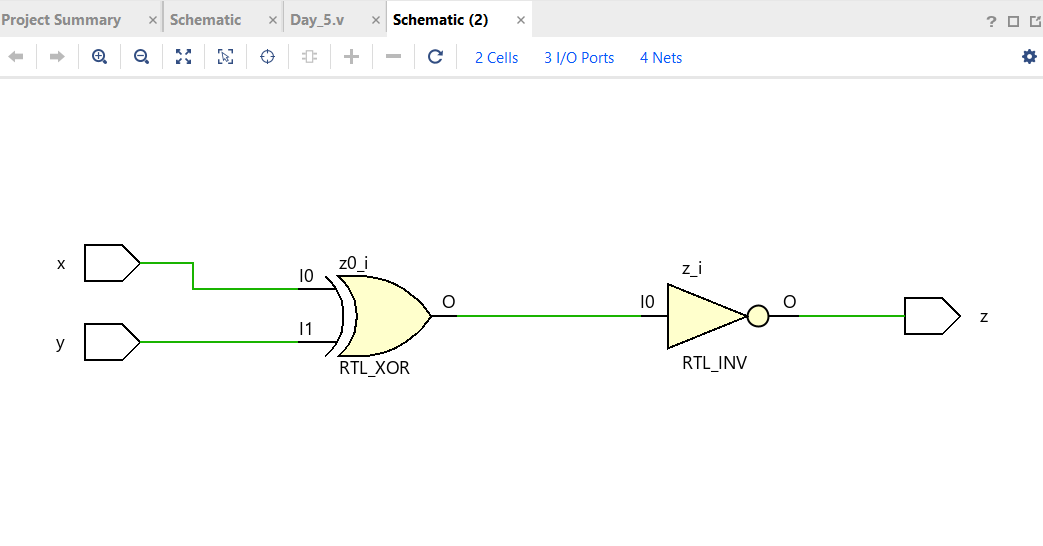 Project Summary × Schematic × Day_5.v × Schematic (2) × ?
2 Cells 3 I/O Ports 4 Nets
x
y
I0
I1
z0_i
O
RTL_XOR
z_i
I0
O
RTL_INV
z